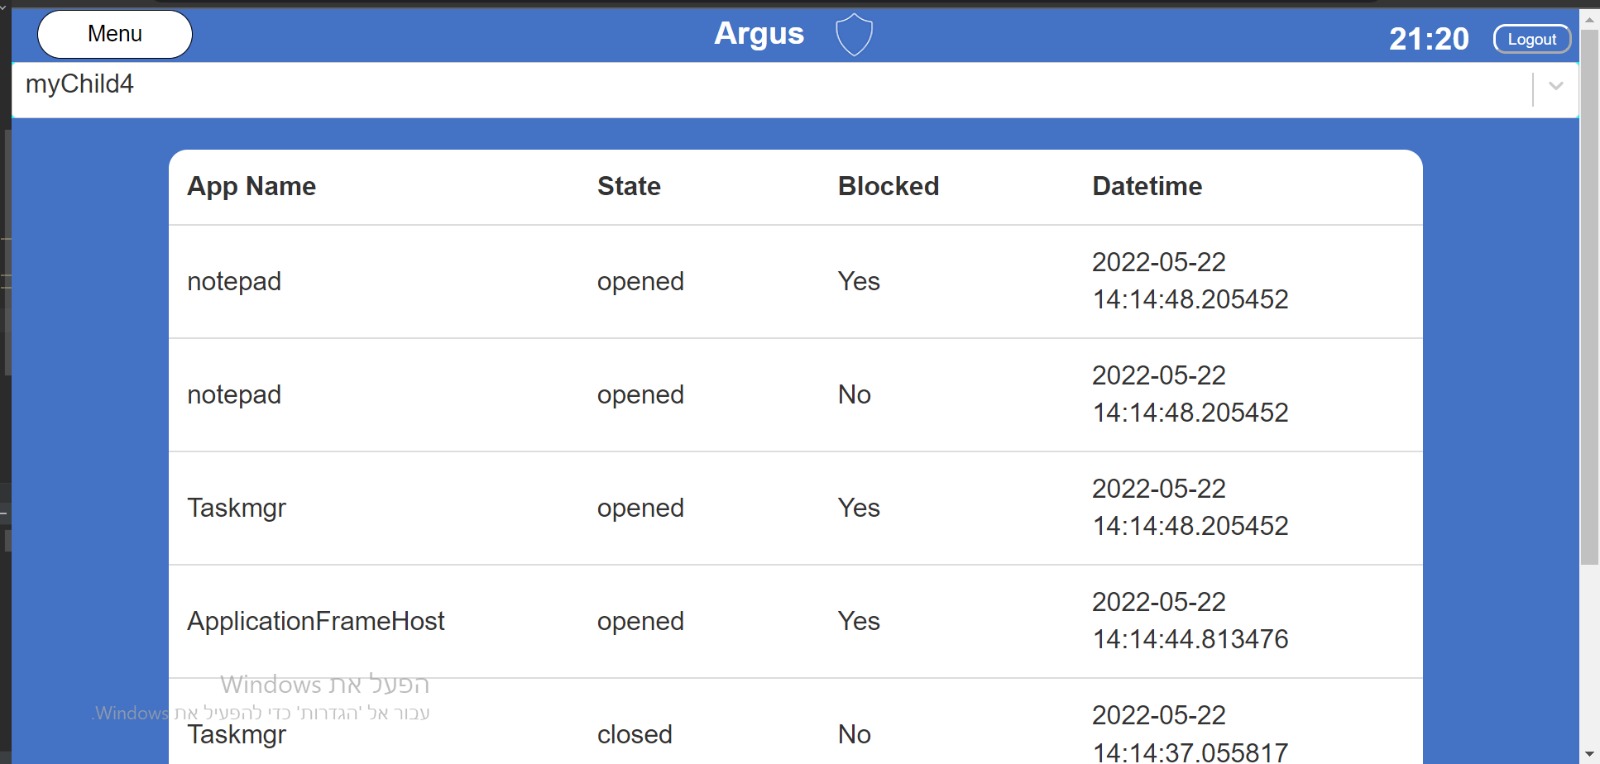 Menu
Argus
21:20
Logout
myChild4
App Name State Blocked Datetime
notepad opened Yes 2022-05-22
14:14:48.205452
notepad opened No 2022-05-22
14:14:48.205452
Taskmgr opened Yes 2022-05-22
14:14:48.205452
ApplicationFrameHost opened Yes 2022-05-22
14:14:44.813476
הפעל את Windows
עבור אל 'הגדרות' כדי להפעיל את Windows.
Taskmgr closed No 2022-05-22
14:14:37.055817